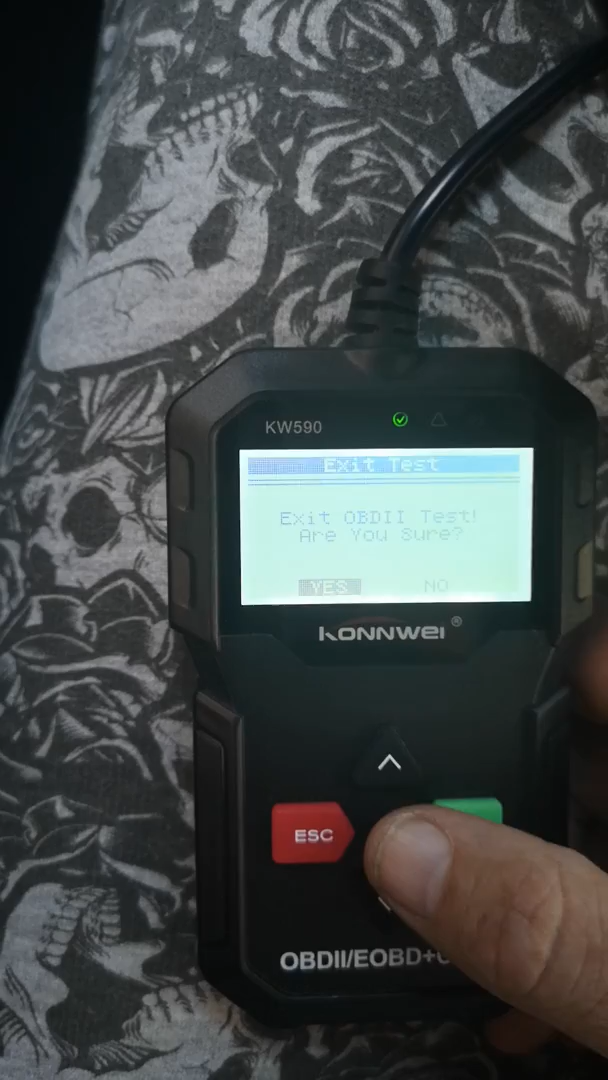 KW590
Exit Test
Exit OBDII Test!
Are You Sure?
YES NO
KONNWEI®
ESC
OBDII/EOBD+